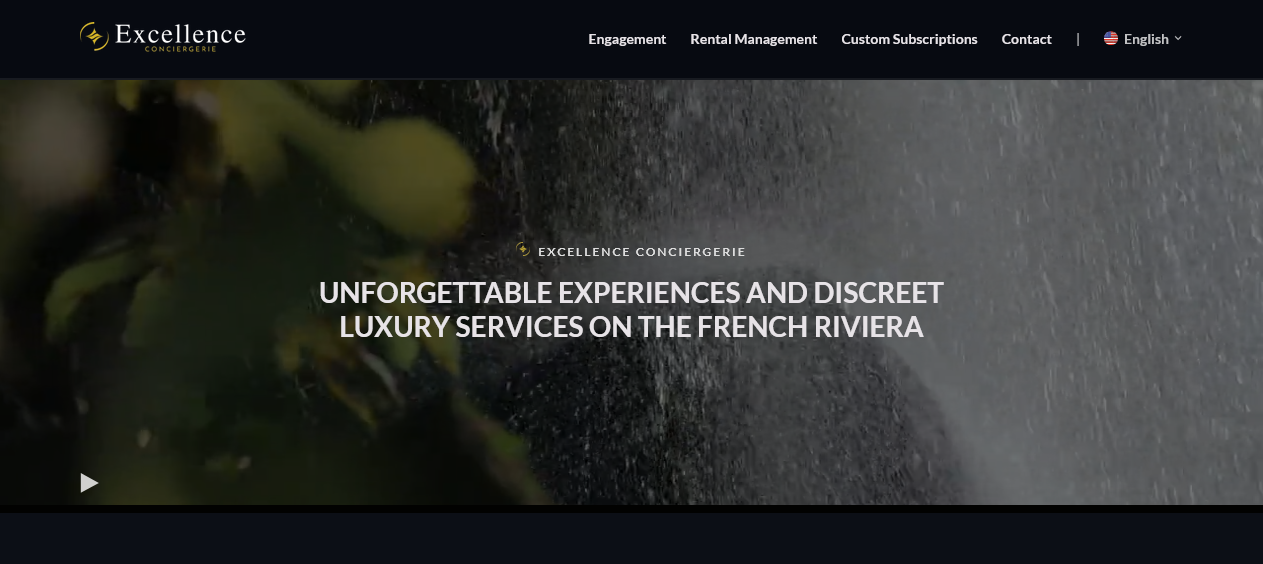 Excellence
CONCIERGERIE
Engagement Rental Management Custom Subscriptions Contact | English
EXCELLENCE CONCIERGERIE
UNFORGETTABLE EXPERIENCES AND DISCREET
LUXURY SERVICES ON THE FRENCH RIVIERA